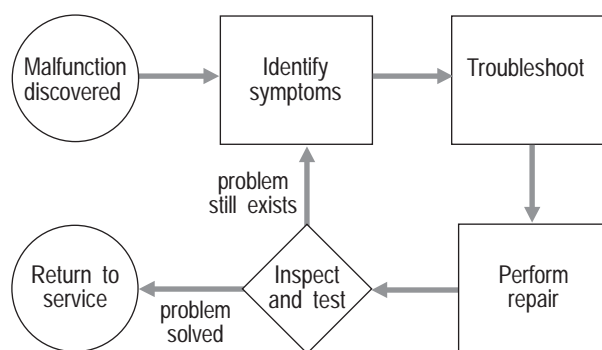 Malfunction
discovered
Identify
symptoms
Troubleshoot
problem
still exists
Return to
service
problem
solved
Inspect
and test
Perform
repair